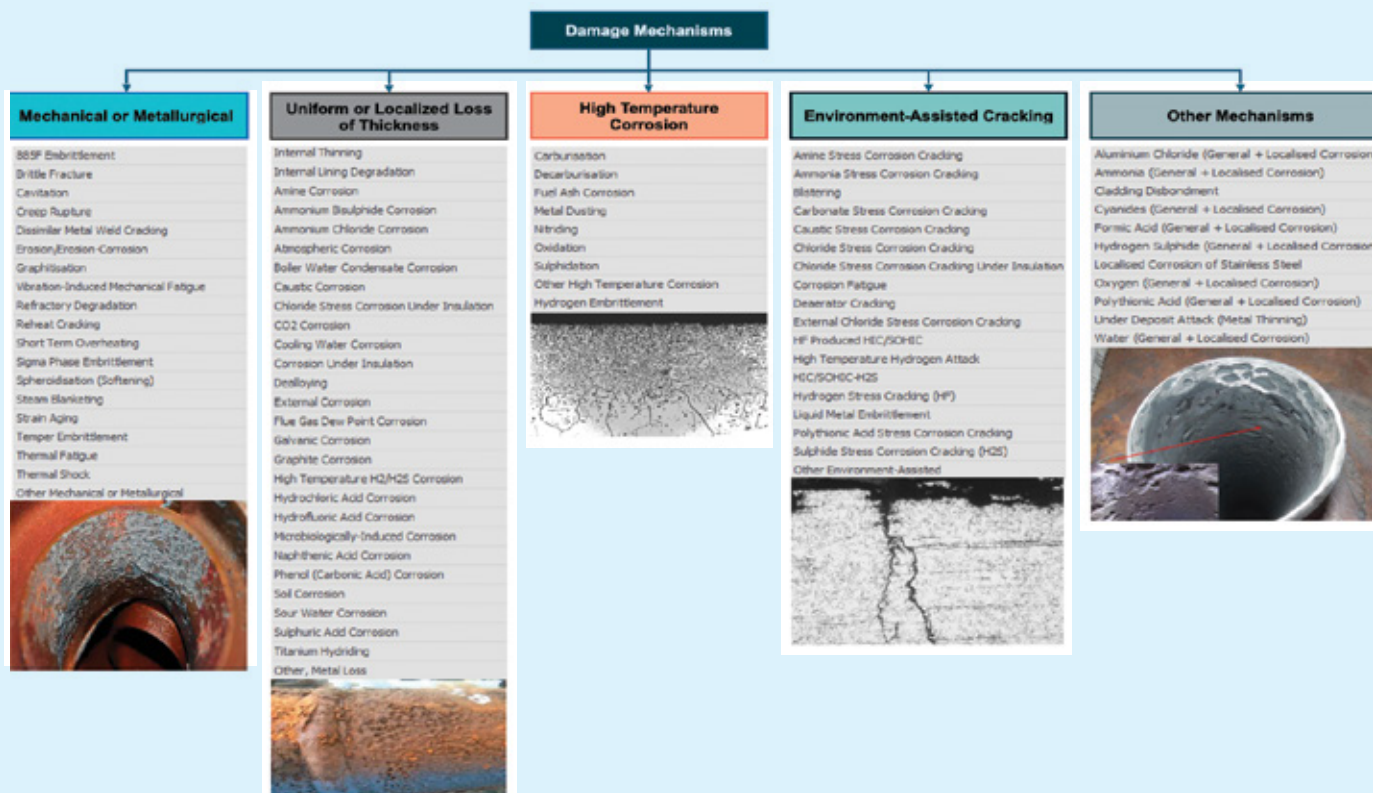 Damage Mechanisms
Mechanical or Metallurgical
885F Embrittlement
Brittle Fracture
Cavitation
Creep Rupture
Dissimilar Metal Weld Cracking
Erosion/Erosion-Corrosion
Graphitisation
Vibration-Induced Mechanical Fatigue
Refractory Degradation
Reheat Cracking
Short Term Overheating
Sigma Phase Embrittlement
Spheroidisation (Softening)
Steam Blanketing
Strain Aging
Temper Embrittlement
Thermal Fatigue
Thermal Shock
Other Mechanical or Metallurgical
Uniform or Localized Loss
of Thickness
Internal Thinning
Internal Lining Degradation
Amine Corrosion
Ammonium Bisulphide Corrosion
Ammonium Chloride Corrosion
Atmospheric Corrosion
Boiler Water Condensate Corrosion
Caustic Corrosion
Chloride Stress Corrosion Under Insulation
CO2 Corrosion
Cooling Water Corrosion
Corrosion Under Insulation
Dealloying
External Corrosion
Flue Gas Dew Point Corrosion
Galvanic Corrosion
Graphite Corrosion
High Temperature H2/H2S Corrosion
Hydrochloric Acid Corrosion
Hydrofluoric Acid Corrosion
Microbiologically-Induced Corrosion
Naphthenic Acid Corrosion
Phenol (Carbonic Acid) Corrosion
Soil Corrosion
Sour Water Corrosion
Sulphuric Acid Corrosion
Titanium Hydriding
Other, Metal Loss
High Temperature
Corrosion
Carburisation
Decarburisation
Fuel Ash Corrosion
Metal Dusting
Nitriding
Oxidation
Sulphidation
Other High Temperature Corrosion
Hydrogen Embrittlement
Environment-Assisted Cracking
Amine Stress Corrosion Cracking
Ammonia Stress Corrosion Cracking
Blistering
Carbonate Stress Corrosion Cracking
Caustic Stress Corrosion Cracking
Chloride Stress Corrosion Cracking
Chloride Stress Corrosion Cracking Under Insulation
Corrosion Fatigue
Deaerator Cracking
External Chloride Stress Corrosion Cracking
HF Produced HIC/SOHIC
High Temperature Hydrogen Attack
HIC/SOHIC-H2S
Hydrogen Stress Cracking (HF)
Liquid Metal Embrittlement
Polythionic Acid Stress Corrosion Cracking
Sulphide Stress Corrosion Cracking (H2S)
Other Environment-Assisted
Other Mechanisms
Aluminium Chloride (General + Localised Corrosion
Ammonia (General + Localised Corrosion)
Cladding Disbondment
Cyanides (General + Localised Corrosion)
Formic Acid (General + Localised Corrosion)
Hydrogen Sulphide (General + Localised Corrosion
Localised Corrosion of Stainless Steel
Oxygen (General + Localised Corrosion)
Polythionic Acid (General + Localised Corrosion)
Under Deposit Attack (Metal Thinning)
Water (General + Localised Corrosion)